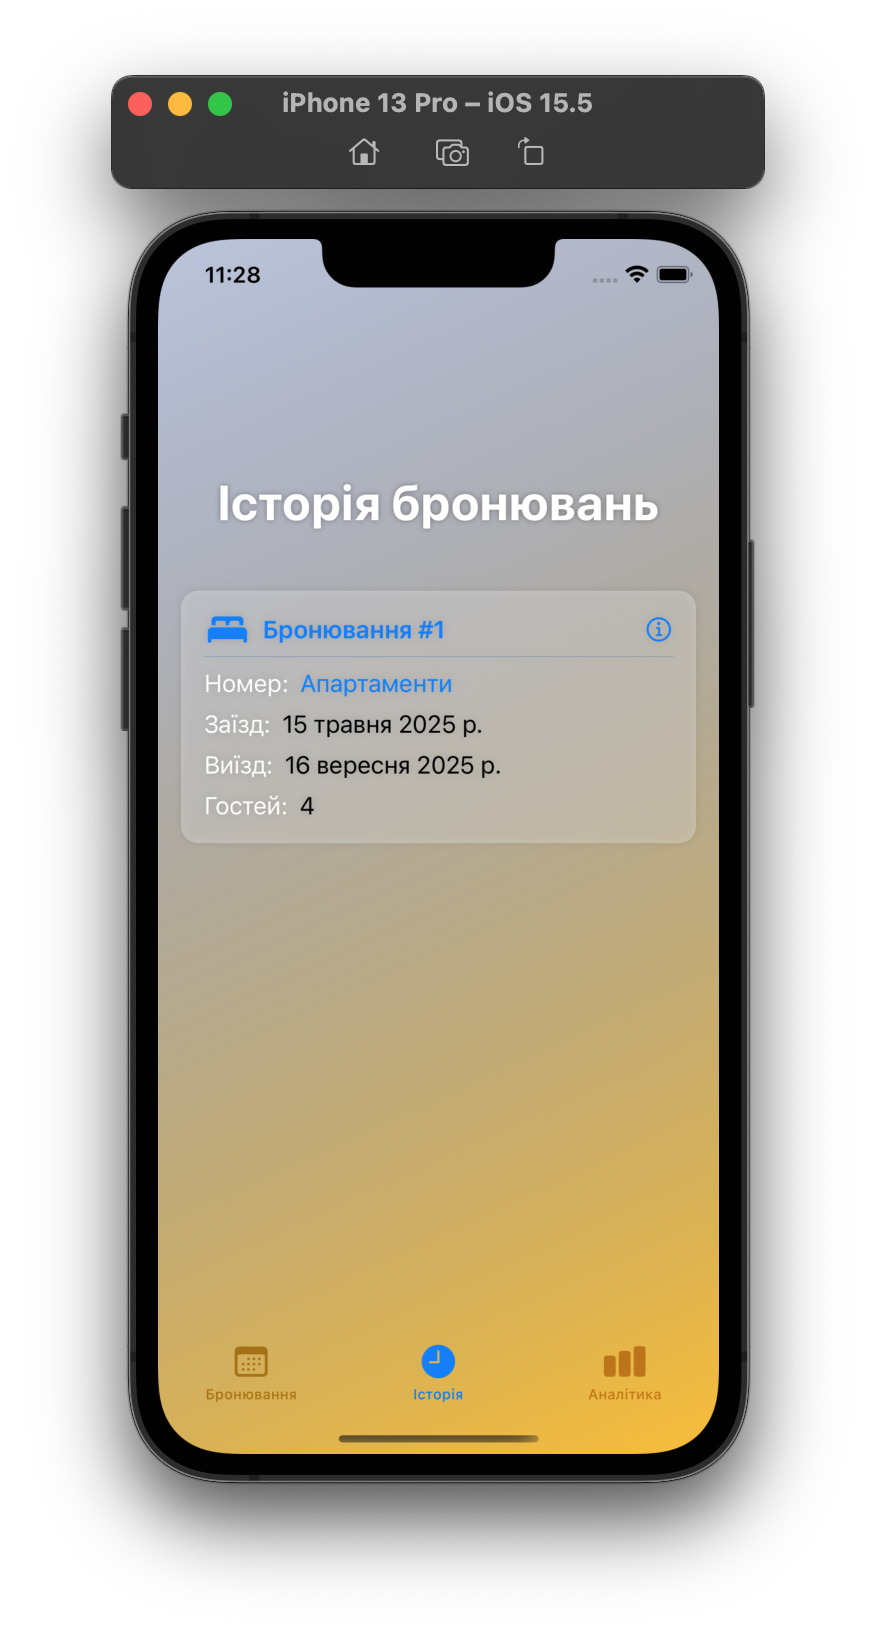 iPhone 13 Pro – iOS 15.5
11:28
Історія бронювань
Бронювання #1
Номер: Апартаменти
Заїзд: 15 травня 2025 р.
Виїзд: 16 вересня 2025 р.
Гостей: 4
Бронювання Історія Аналітика